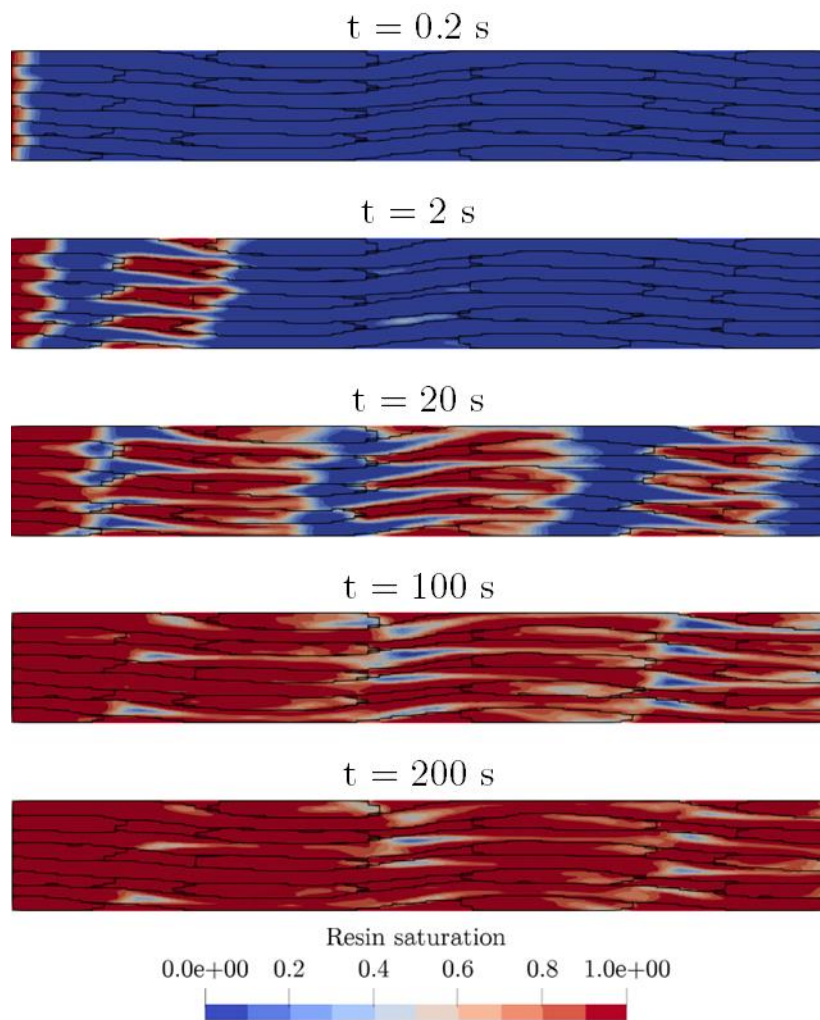 t = 0.2 s
t = 2 s
t = 20 s
t = 100 s
t = 200 s
Resin saturation
0.0e+00 0.2 0.4 0.6 0.8 1.0e+00